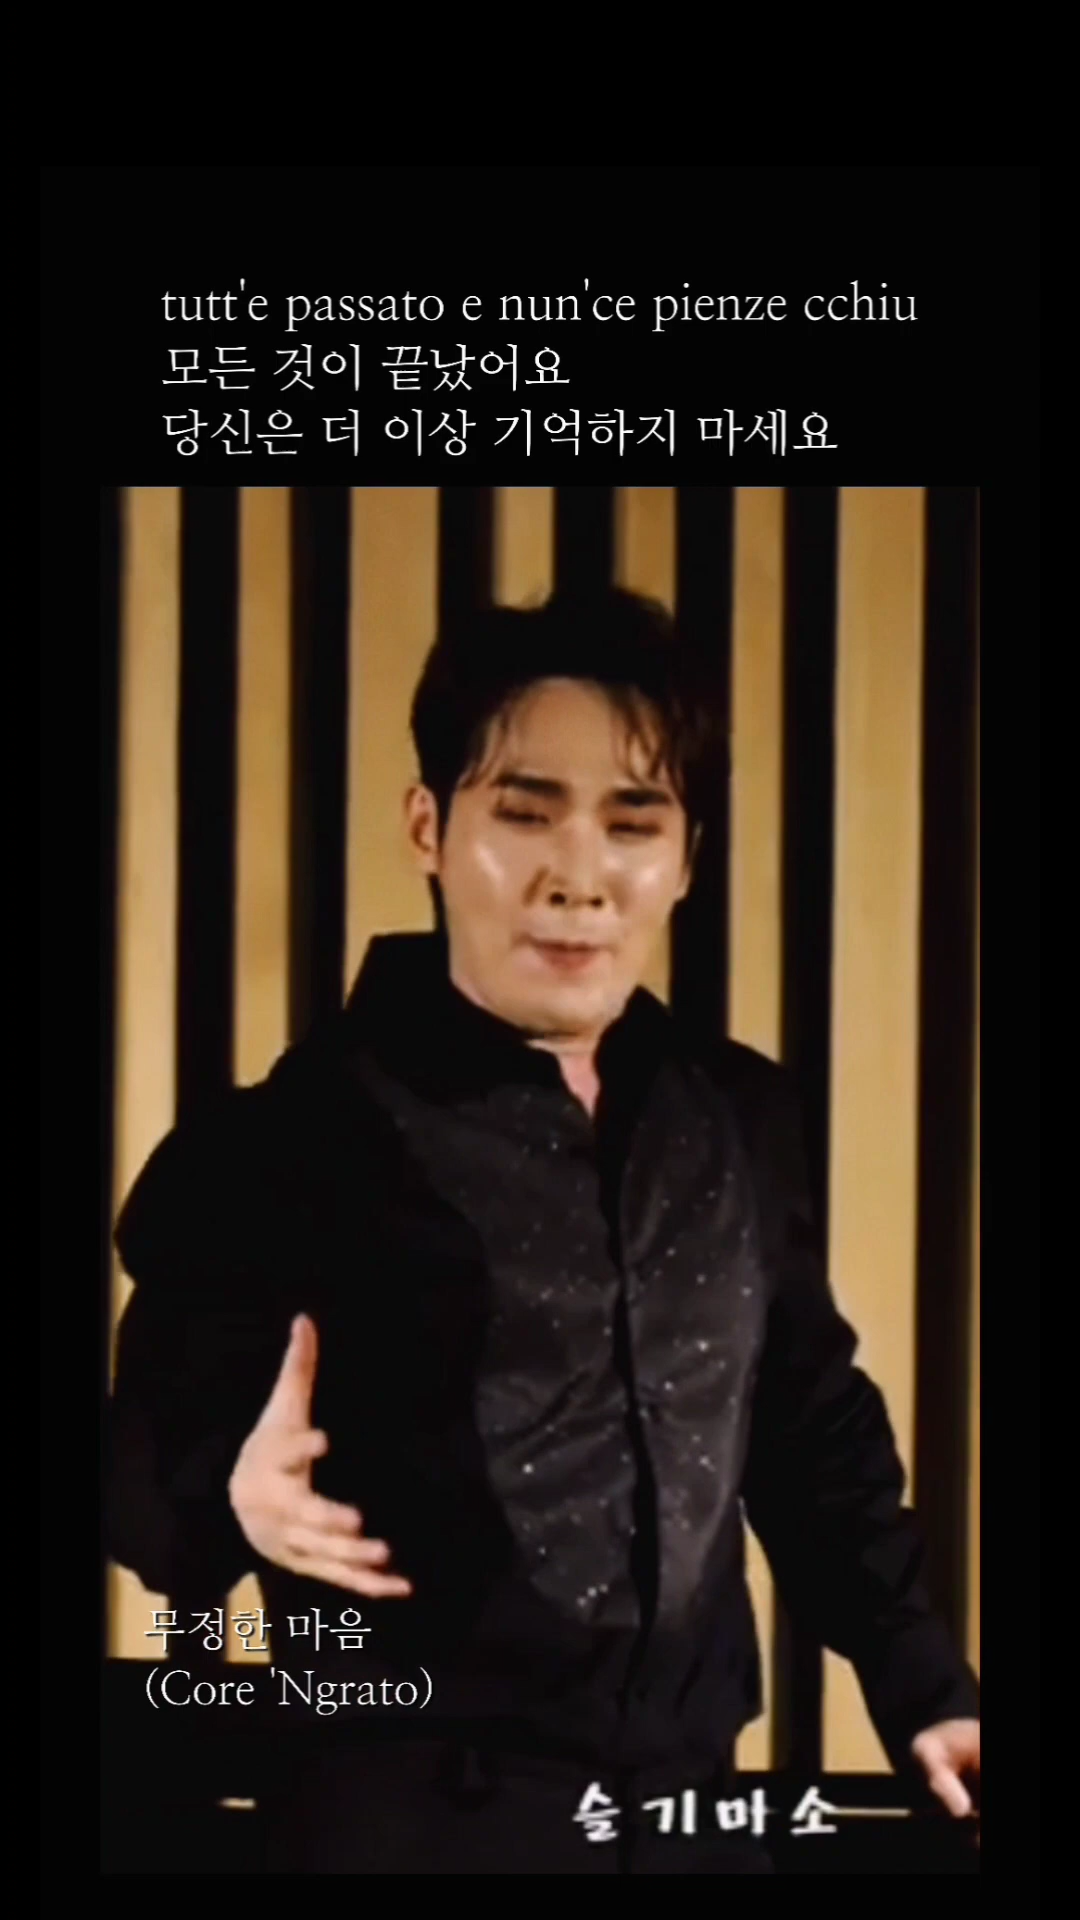 tutt'e passato e nun'ce pienze cchiu
모든 것이 끝났어요
당신은 더 이상 기억하지 마세요
무정한 마음
(Core 'Ngrato)
슬기마소